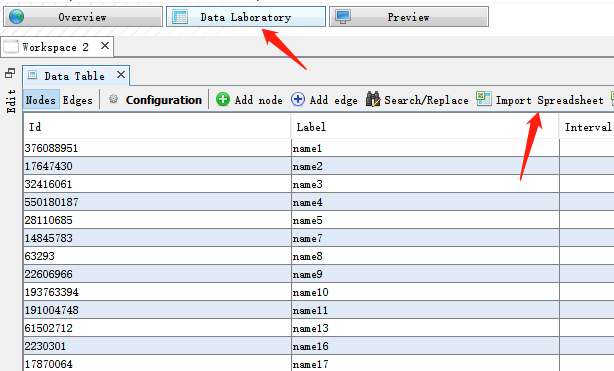 Overview Data Laboratory Preview
Workspace 2
Data Table
Edit
Nodes Edges Configuration Add node Add edge Search/Replace Import Spreadsheet
Id Label Interval
376088951 name1
17647430 name2
32416061 name3
550180187 name4
28110685 name5
14845783 name7
63293 name8
22606966 name9
193763394 name10
191004748 name11
61502712 name13
2230301 name16
17870064 name17